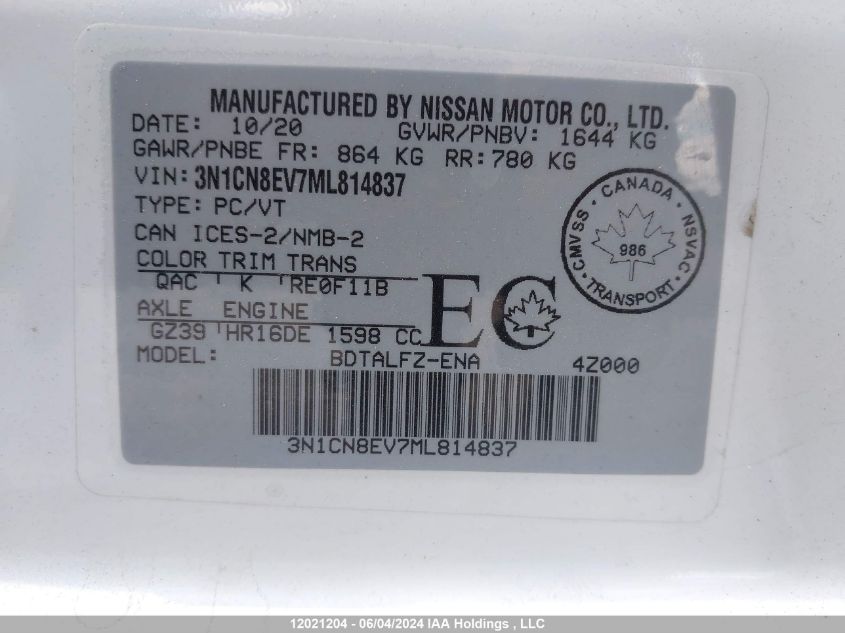 MANUFACTURED BY NISSAN MOTOR CO., LTD.
DATE: 10/20 GVWR/PNBV: 1644 KG
GAWR/PNBE FR: 864 KG RR: 780 KG
VIN: 3N1CN8EV7ML814837
TYPE: PC/VT
CAN ICES-2/NMB-2
COLOR TRIM TRANS
QAC K RE0F11B
AXLE ENGINE
GZ39 HR16DE 1598 CC
MODEL: BDTALFZ-ENA 4Z000
EC
CANADA
CMVSS 986 NSVAC
TRANSPORT
3N1CN8EV7ML814837
12021204 - 06/04/2024 IAA Holdings , LLC